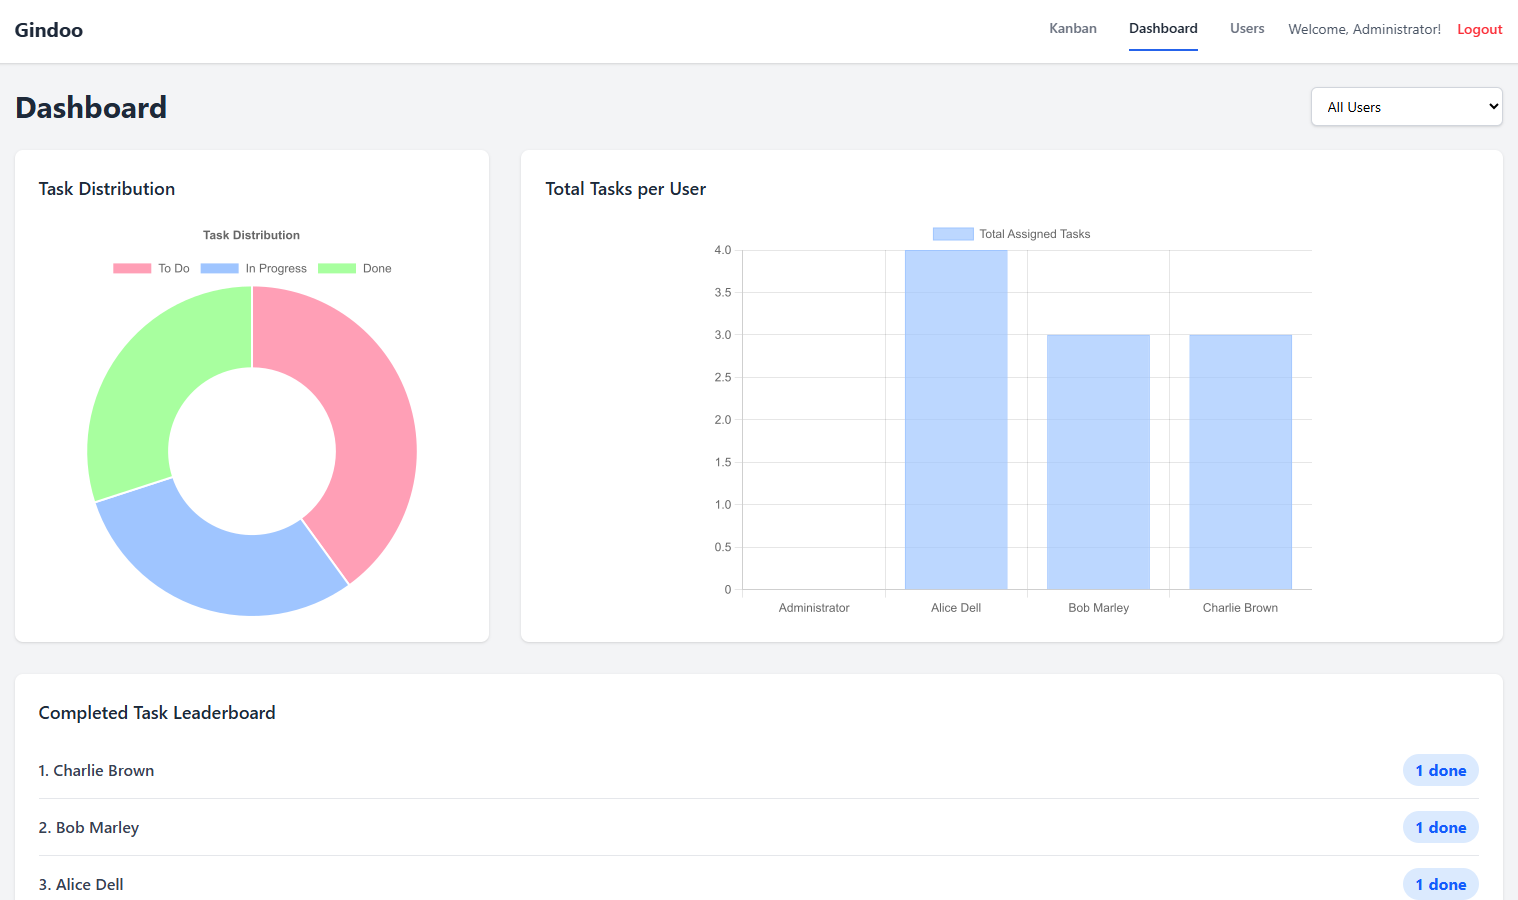 Gindoo
Kanban
Dashboard
Users
Welcome, Administrator!
Logout
Dashboard
All Users
Task Distribution
Task Distribution
To Do
In Progress
Done
Total Tasks per User
Total Assigned Tasks
4.0
3.5
3.0
2.5
2.0
1.5
1.0
0.5
0
Administrator
Alice Dell
Bob Marley
Charlie Brown
Completed Task Leaderboard
1. Charlie Brown
1 done
2. Bob Marley
1 done
3. Alice Dell
1 done